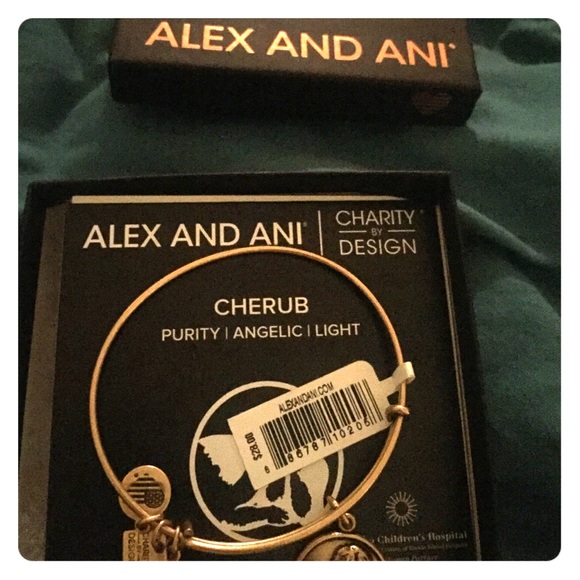 ALEX AND ANI
ALEX AND ANI | CHARITY BY DESIGN
CHERUB
PURITY | ANGELIC | LIGHT
ALEXANDANI.COM
$28.00
Children's Hospital